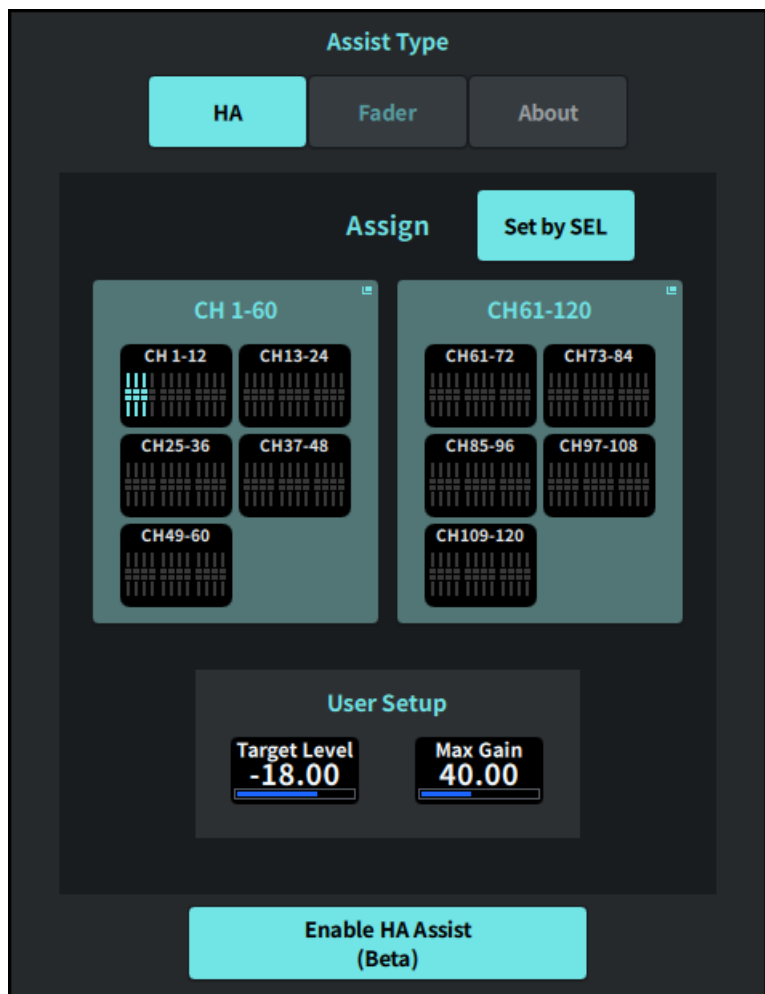 Assist Type
HA Fader About
Assign Set by SEL
CH 1-60 CH61-120
CH 1-12 CH13-24 CH61-72 CH73-84
CH25-36 CH37-48 CH85-96 CH97-108
CH49-60 CH109-120
User Setup
Target Level Max Gain
-18.00 40.00
Enable HA Assist
(Beta)